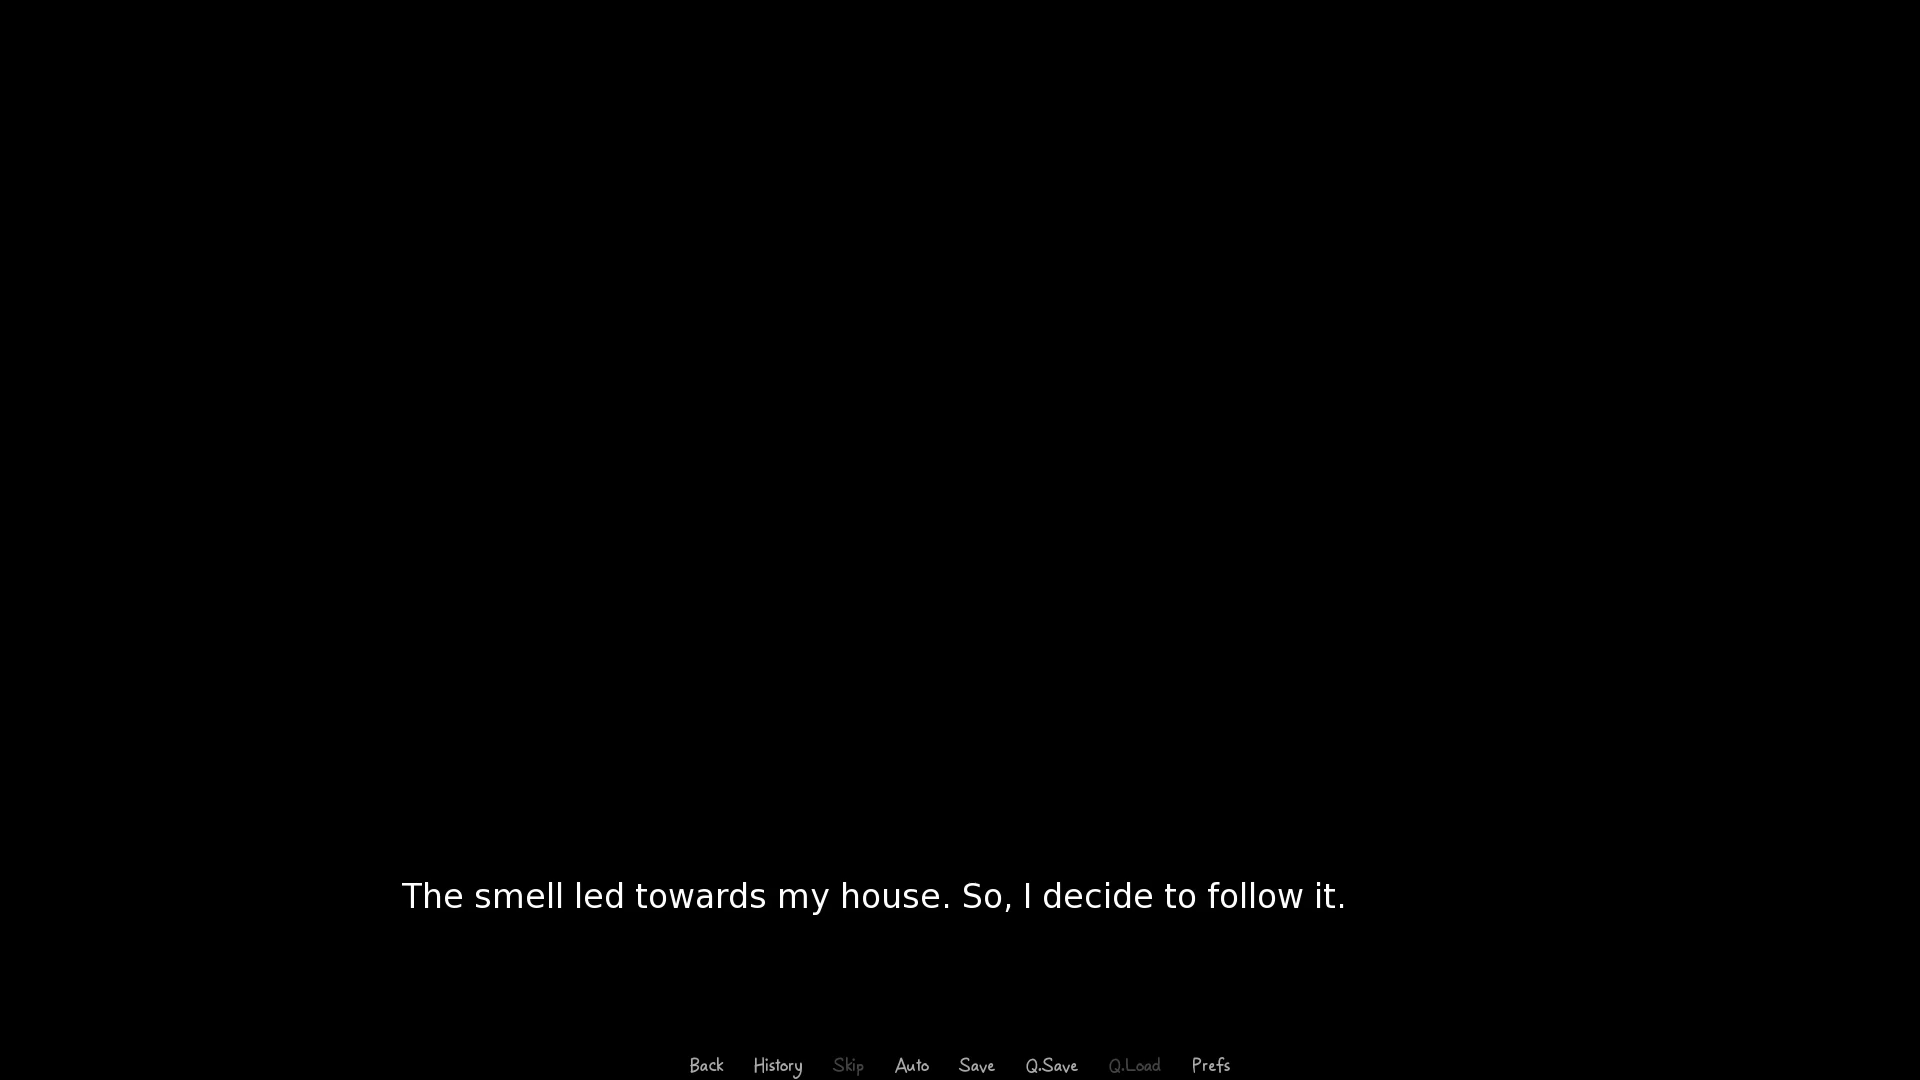 The smell led towards my house. So, I decide to follow it.
Back History Skip Auto Save Q.Save Q.Load Prefs